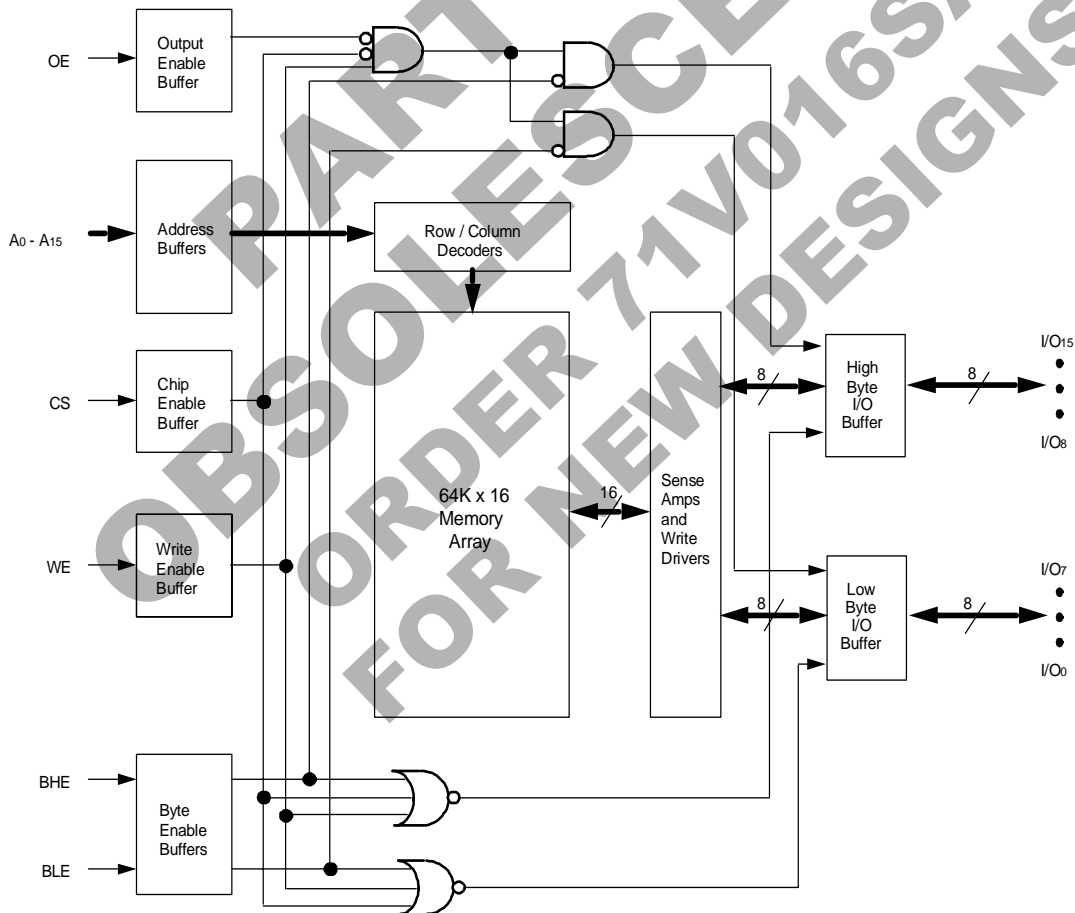 OE
Output
Enable
Buffer
A0 - A15
Address
Buffers
Row / Column
Decoders
CS
Chip
Enable
Buffer
WE
Write
Enable
Buffer
64K x 16
Memory
Array
16
Sense
Amps
and
Write
Drivers
8
High
Byte
I/O
Buffer
8
I/O15
I/O8
8
Low
Byte
I/O
Buffer
8
I/O7
I/O0
BHE
BLE
Byte
Enable
Buffers
PART
OBSOLESCE
ORDER 71V016SA
FOR NEW DESIGNS